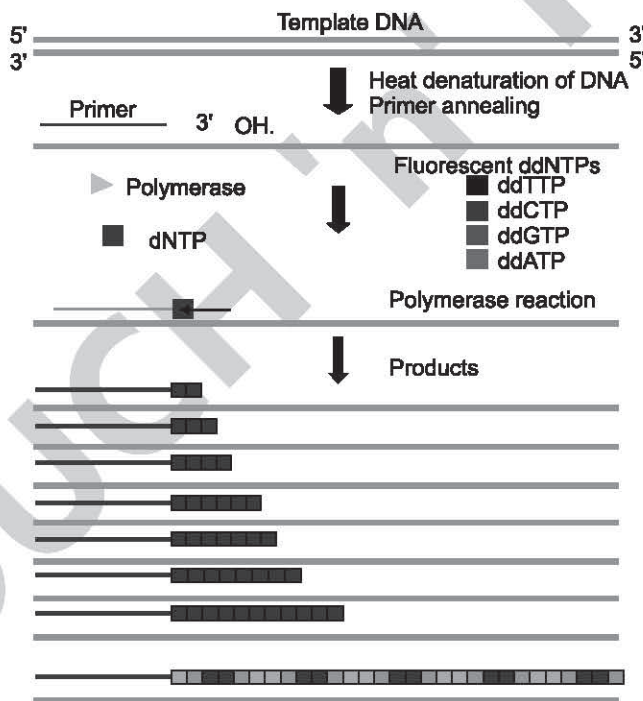 Template DNA
5' 3'
3' 5'
Heat denaturation of DNA
Primer annealing
Primer
3' OH.
Fluorescent ddNTPs
Polymerase
ddTTP
ddCTP
dNTP
ddGTP
ddATP
Polymerase reaction
Products